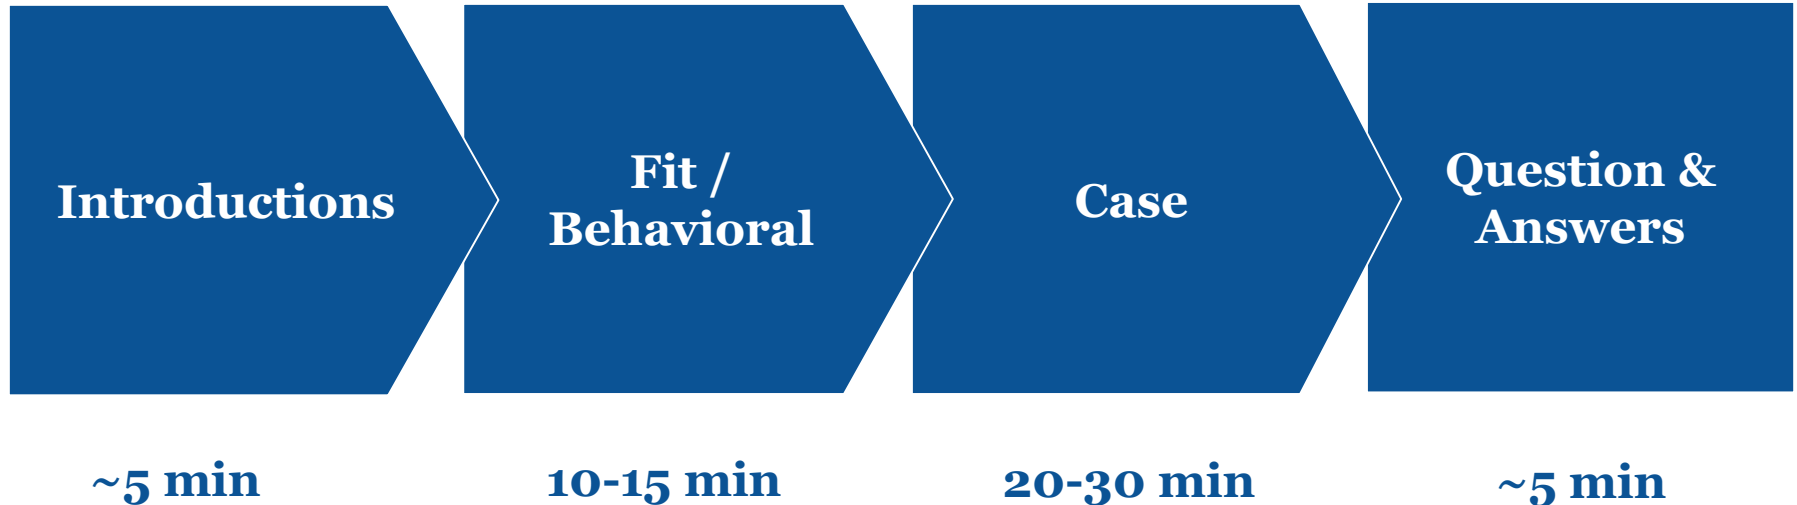 Introductions
Fit /
Behavioral
Case
Question &
Answers
~5 min
10-15 min
20-30 min
~5 min